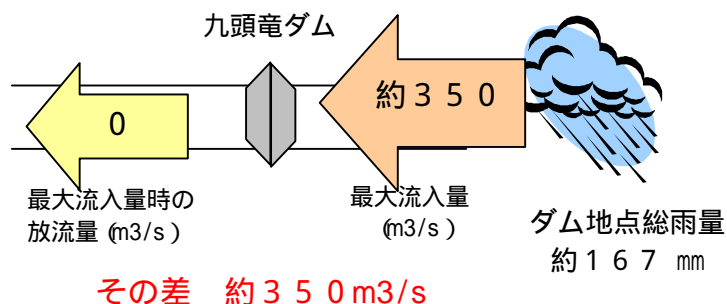 九頭竜ダム
約３５０
0
最大流入量時の
放流量 (m3/s )
最大流入量
(m3/s )
ダム地点総雨量
約１６７ ㎜
その差　約３５０m3/s